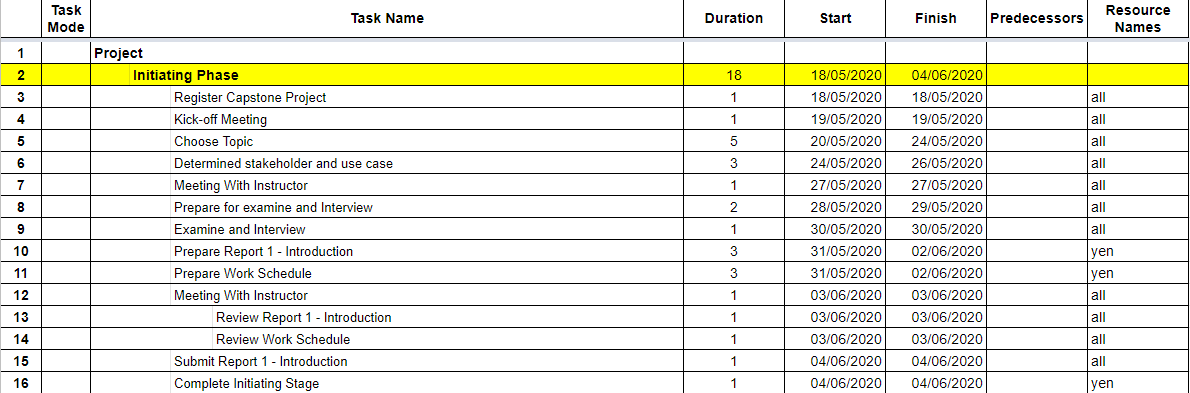 Task Mode Task Name Duration Start Finish Predecessors Resource Names
1 Project
2 Initiating Phase 18 18/05/2020 04/06/2020
3 Register Capstone Project 1 18/05/2020 18/05/2020 all
4 Kick-off Meeting 1 19/05/2020 19/05/2020 all
5 Choose Topic 5 20/05/2020 24/05/2020 all
6 Determined stakeholder and use case 3 24/05/2020 26/05/2020 all
7 Meeting With Instructor 1 27/05/2020 27/05/2020 all
8 Prepare for examine and Interview 2 28/05/2020 29/05/2020 all
9 Examine and Interview 1 30/05/2020 30/05/2020 all
10 Prepare Report 1 - Introduction 3 31/05/2020 02/06/2020 yen
11 Prepare Work Schedule 3 31/05/2020 02/06/2020 yen
12 Meeting With Instructor 1 03/06/2020 03/06/2020 all
13 Review Report 1 - Introduction 1 03/06/2020 03/06/2020 all
14 Review Work Schedule 1 03/06/2020 03/06/2020 all
15 Submit Report 1 - Introduction 1 04/06/2020 04/06/2020 all
16 Complete Initiating Stage 1 04/06/2020 04/06/2020 yen